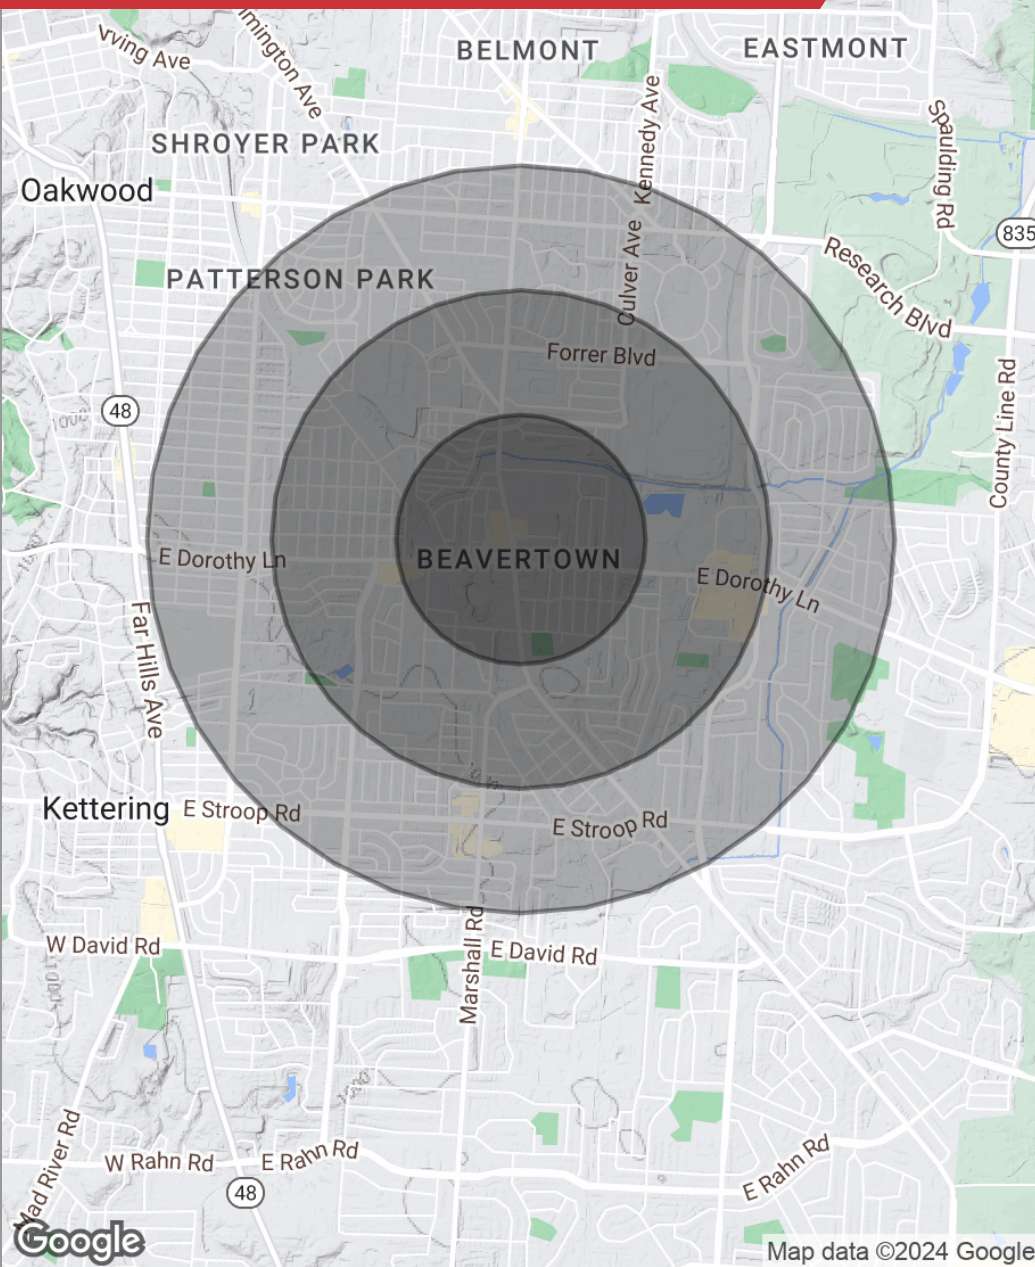 Irving Ave
BELMONT
EASTMONT
SHROYER PARK
Oakwood
Kennedy Ave
Spaulding Rd
835
PATTERSON PARK
Culver Ave
Research Blvd
Forrer Blvd
48
County Line Rd
E Dorothy Ln
BEAVERTOWN
E Dorothy Ln
Far Hills Ave
Kettering
E Stroop Rd
E Stroop Rd
W David Rd
E David Rd
Marshall Rd
Mad River Rd
W Rahn Rd
E Rahn Rd
48
E Rahn Rd
Google
Map data ©2024 Google